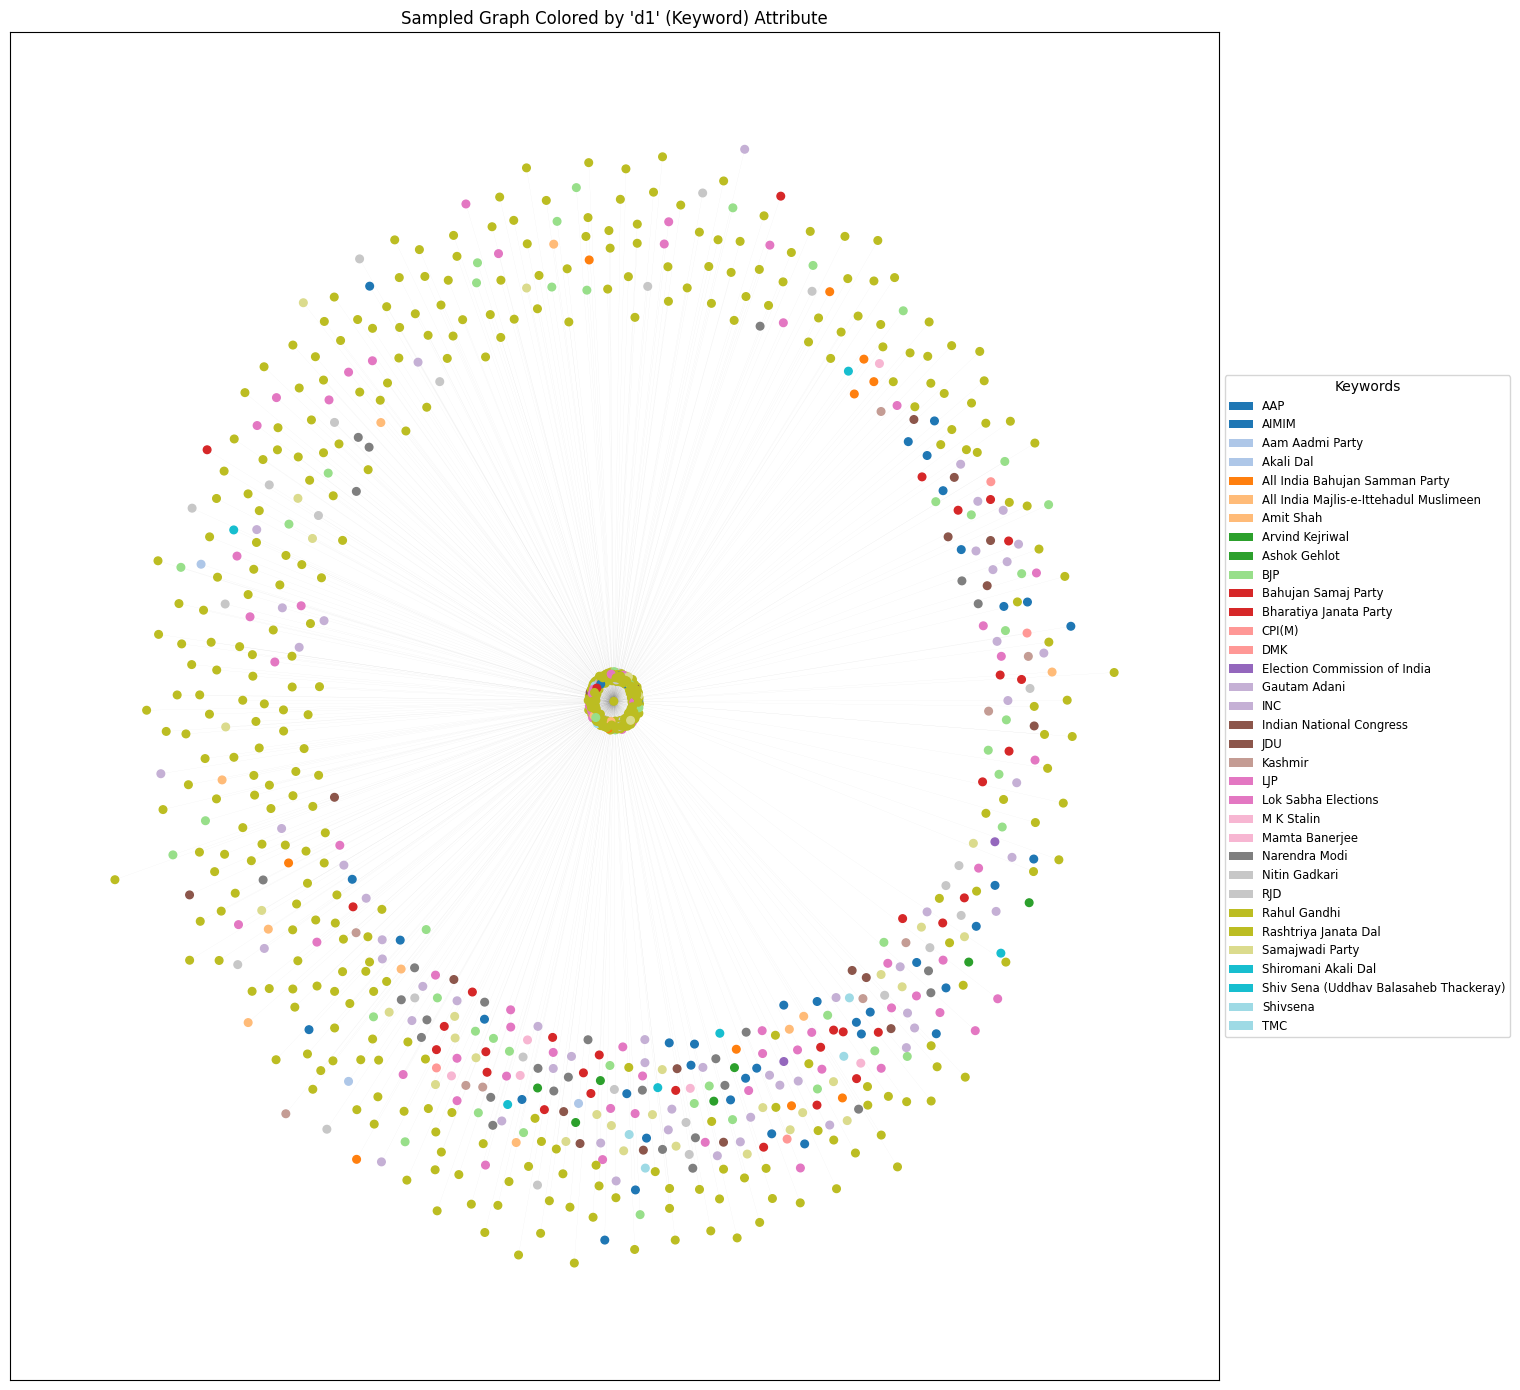 Sampled Graph Colored by 'd1' (Keyword) Attribute
Keywords
AAP
AIMIM
Aam Aadmi Party
Akali Dal
All India Bahujan Samman Party
All India Majlis-e-Ittehadul Muslimeen
Amit Shah
Arvind Kejriwal
Ashok Gehlot
BJP
Bahujan Samaj Party
Bharatiya Janata Party
CPI(M)
DMK
Election Commission of India
Gautam Adani
INC
Indian National Congress
JDU
Kashmir
LJP
Lok Sabha Elections
M K Stalin
Mamta Banerjee
Narendra Modi
Nitin Gadkari
RJD
Rahul Gandhi
Rashtriya Janata Dal
Samajwadi Party
Shiromani Akali Dal
Shiv Sena (Uddhav Balasaheb Thackeray)
Shivsena
TMC